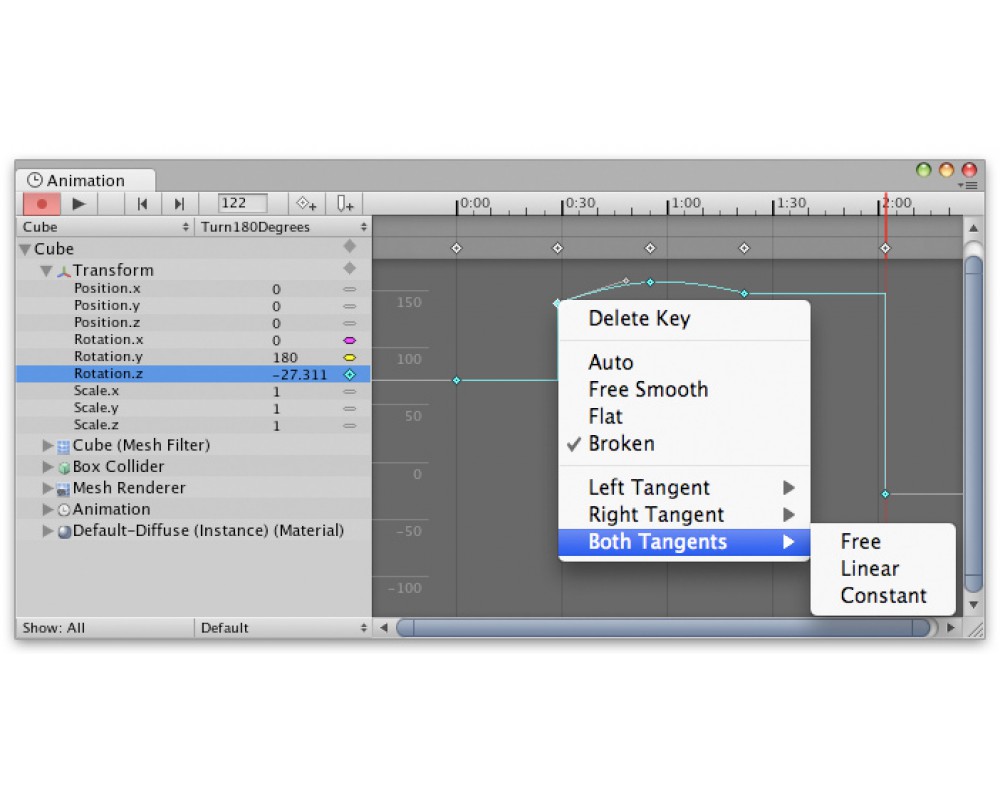 Animation
122
0:00 0:30 1:00 1:30 2:00
Cube Turn180Degrees
Cube
Transform
Position.x 0
Position.y 0
Position.z 0
Rotation.x 0
Rotation.y 180
Rotation.z -27.311
Scale.x 1
Scale.y 1
Scale.z 1
Cube (Mesh Filter)
Box Collider
Mesh Renderer
Animation
Default-Diffuse (Instance) (Material)
Show: All Default
150
100
50
0
-50
-100
Delete Key
Auto
Free Smooth
Flat
Broken
Left Tangent
Right Tangent
Both Tangents
Free
Linear
Constant